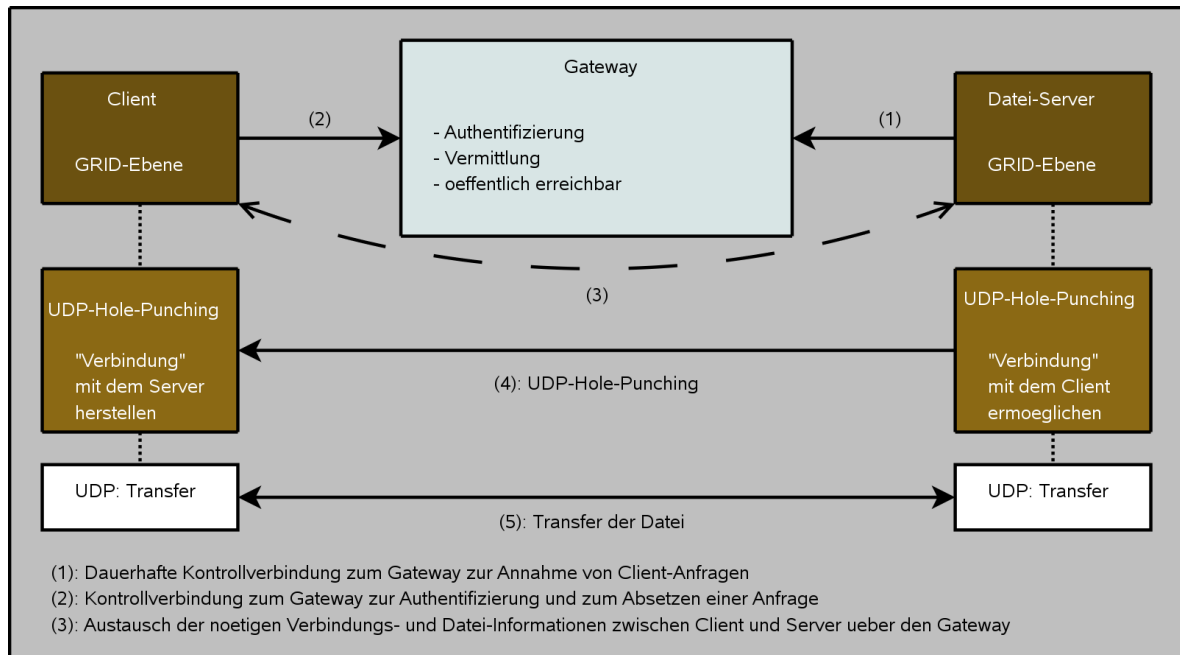 Gateway
Client
Datei-Server
(2)
(1)
- Authentifizierung
- Vermittlung
- oeffentlich erreichbar
GRID-Ebene
GRID-Ebene
(3)
UDP-Hole-Punching
"Verbindung"
mit dem Server
herstellen
UDP-Hole-Punching
"Verbindung"
mit dem Client
ermoeglichen
(4): UDP-Hole-Punching
UDP: Transfer
UDP: Transfer
(5): Transfer der Datei
(1): Dauerhafte Kontrollverbindung zum Gateway zur Annahme von Client-Anfragen
(2): Kontrollverbindung zum Gateway zur Authentifizierung und zum Absetzen einer Anfrage
(3): Austausch der noetigen Verbindungs- und Datei-Informationen zwischen Client und Server ueber den Gateway